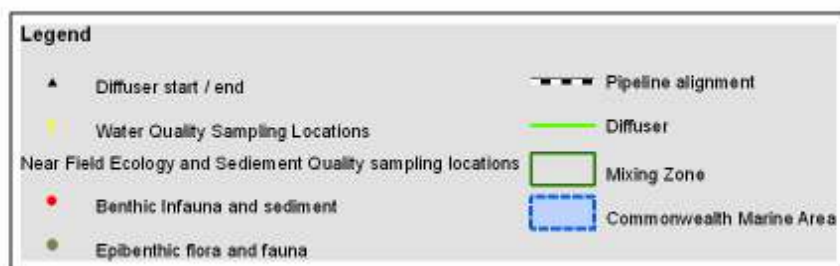 Legend
Diffuser start / end
Water Quality Sampling Locations
Near Field Ecology and Sediement Quality sampling locations
Benthic Infauna and sediment
Epibenthic flora and fauna
Pipeline alignment
Diffuser
Mixing Zone
Commonwealth Marine Area